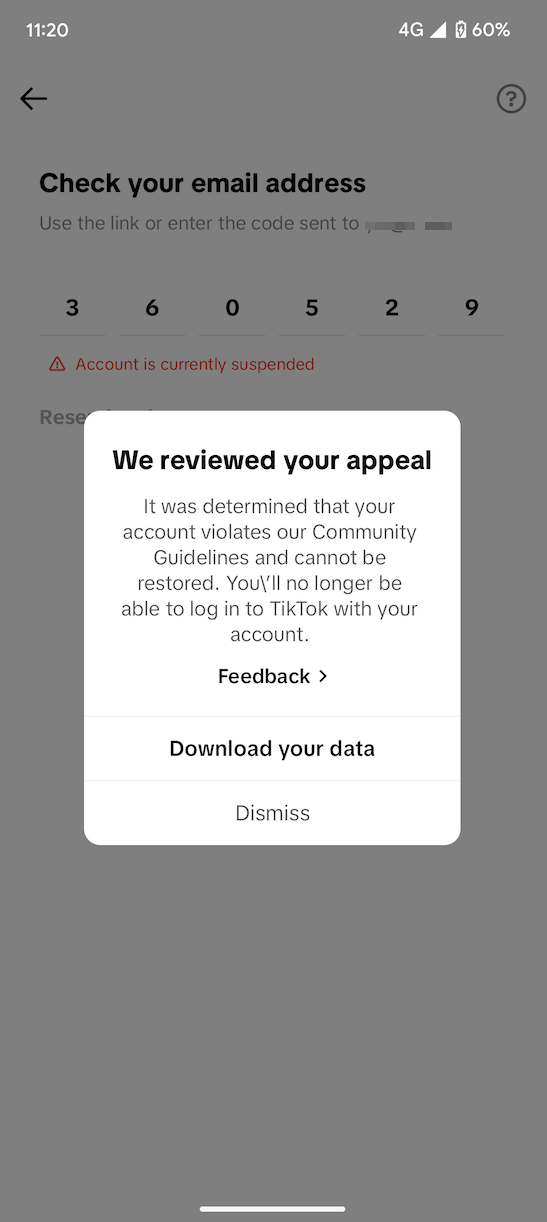 11:20
4G 60%
Check your email address
Use the link or enter the code sent to
3 6 0 5 2 9
Account is currently suspended
We reviewed your appeal
It was determined that your
account violates our Community
Guidelines and cannot be
restored. You\'ll no longer be
able to log in to TikTok with your
account.
Feedback >
Download your data
Dismiss